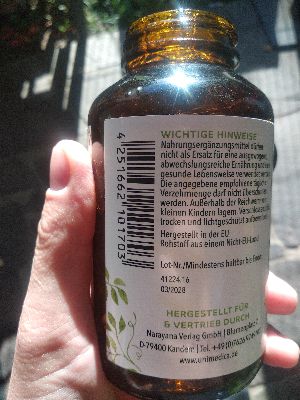 4 251662 101703
WICHTIGE HINWEISE
Nahrungsergänzungsmittel dürfen
nicht als Ersatz für eine ausgewogene,
abwechslungsreiche Ernährung und
gesunde Lebensweise verwendet
Die angegebene empfohlene tägliche
Verzehrmenge darf nicht überschritten
werden. Außerhalb der Reichweite von
kleinen Kindern lagern. Verschlossen,
trocken und lichtgeschützt aufbewahren.
Hergestellt in der EU
Rohstoff aus einem Nicht-EU-Land
Lot-Nr./Mindestens haltbar bis Ende:
41224.16
03/2028
HERGESTELLT FÜR
& VERTRIEB DURCH
Narayana Verlag GmbH | Blumenplatz 2
D-79400 Kandern | Tel. +49
www.unimedica.de